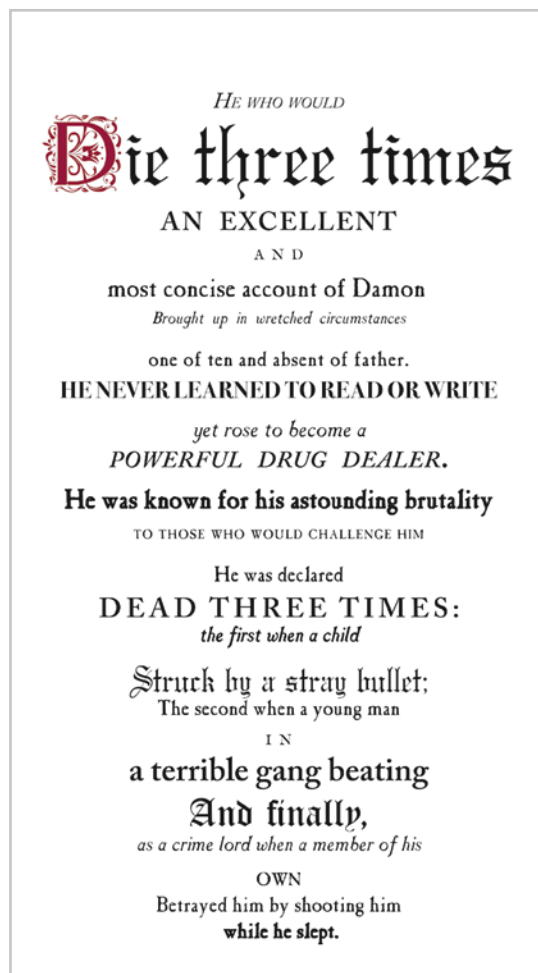 HE WHO WOULD
Die three times
AN EXCELLENT
AND
most concise account of Damon
Brought up in wretched circumstances
one of ten and absent of father.
HE NEVER LEARNED TO READ OR WRITE
yet rose to become a
POWERFUL DRUG DEALER.
He was known for his astounding brutality
TO THOSE WHO WOULD CHALLENGE HIM
He was declared
DEAD THREE TIMES:
the first when a child
Struck by a stray bullet;
The second when a young man
IN
a terrible gang beating
And finally,
as a crime lord when a member of his
OWN
Betrayed him by shooting him
while he slept.